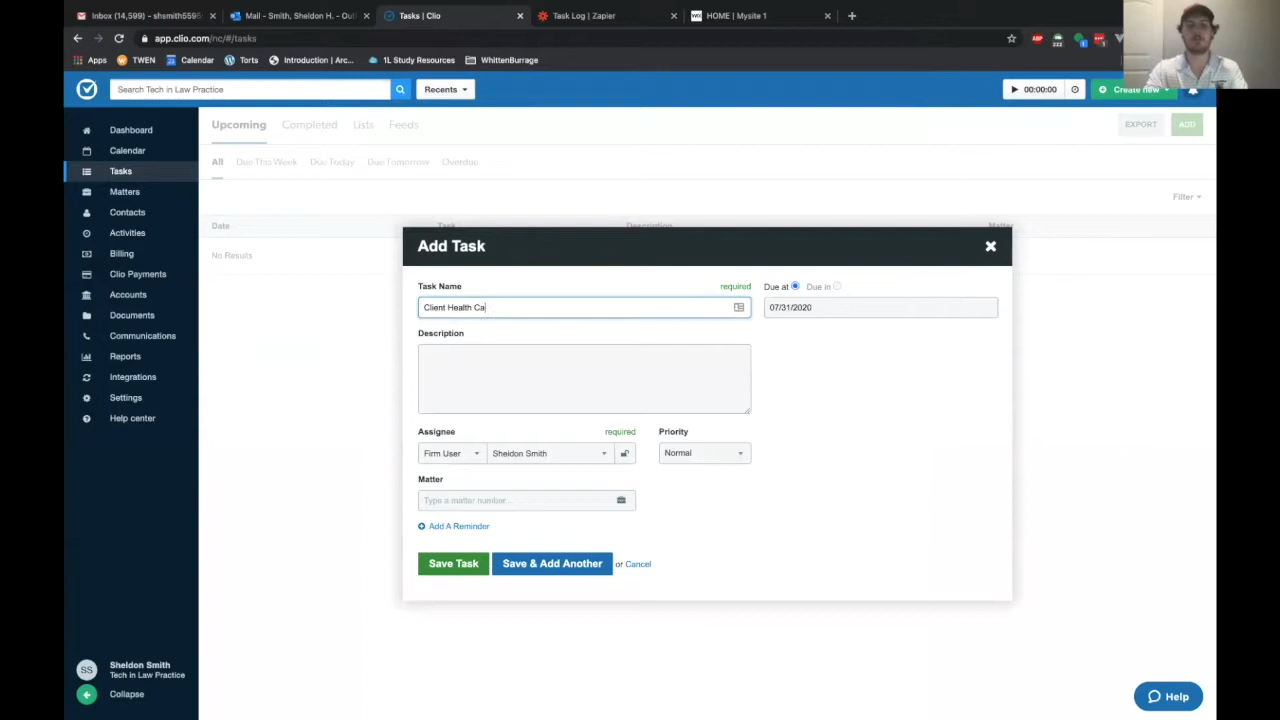 Inbox (14,599) - shsmith5595
Mail - Smith, Sheldon H. - Out
Tasks | Clio
Task Log | Zapier
HOME | Mysite 1
app.clio.com/nc/#/tasks
Apps
TWEN
Calendar
Torts
Introduction | Arc...
1L Study Resources
WhittenBurrage
Search Tech in Law Practice
Recents
00:00:00
Create new
Dashboard
Calendar
Tasks
Matters
Contacts
Activities
Billing
Clio Payments
Accounts
Documents
Communications
Reports
Integrations
Settings
Help center
SS
Sheldon Smith
Tech in Law Practice
Collapse
Upcoming
Completed
Lists
Feeds
EXPORT
ADD
All
Due This Week
Due Today
Due Tomorrow
Overdue
Filter
Date
Task
Description
Matter
No Results
Add Task
Task Name
required
Due at
Due in
Client Health Ca
07/31/2020
Description
Assignee
required
Priority
Firm User
Sheldon Smith
Normal
Matter
Type a matter number...
Add A Reminder
Save Task
Save & Add Another
or Cancel
Help